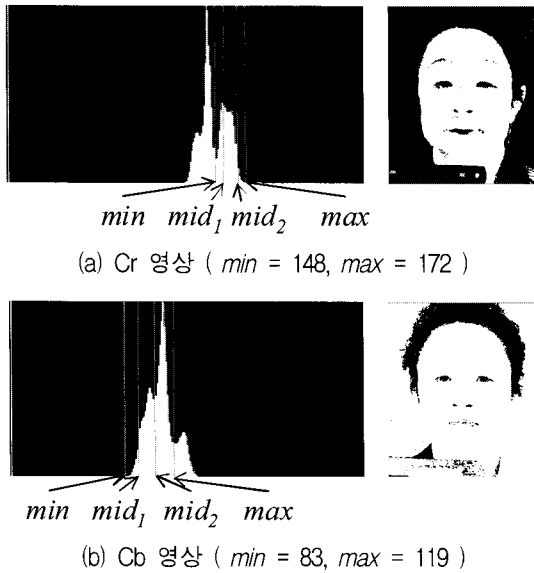 min mid₁ mid₂ max
(a) Cr 영상 ( min = 148, max = 172 )
min mid₁ mid₂ max
(b) Cb 영상 ( min = 83, max = 119 )